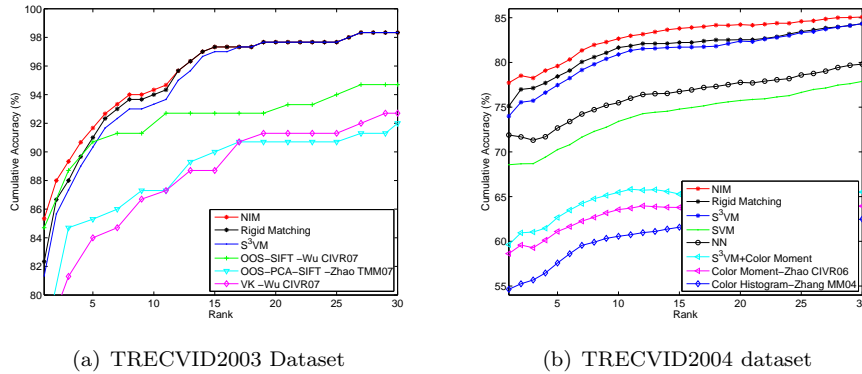 100
98
96
94
92
90
88
86
84
82
80
Cumulative Accuracy (%)
5 10 15 20 25 30
Rank
NIM
Rigid Matching
S³VM
OOS−SIFT −Wu CIVR07
OOS−PCA−SIFT −Zhao TMM07
VK −Wu CIVR07
(a) TRECVID2003 Dataset
85
80
75
70
65
60
55
Cumulative Accuracy (%)
5 10 15 20 25 30
Rank
NIM
Rigid Matching
S³VM
SVM
NN
S³VM+Color Moment
Color Moment−Zhao CIVR06
Color Histogram−Zhang MM04
(b) TRECVID2004 dataset